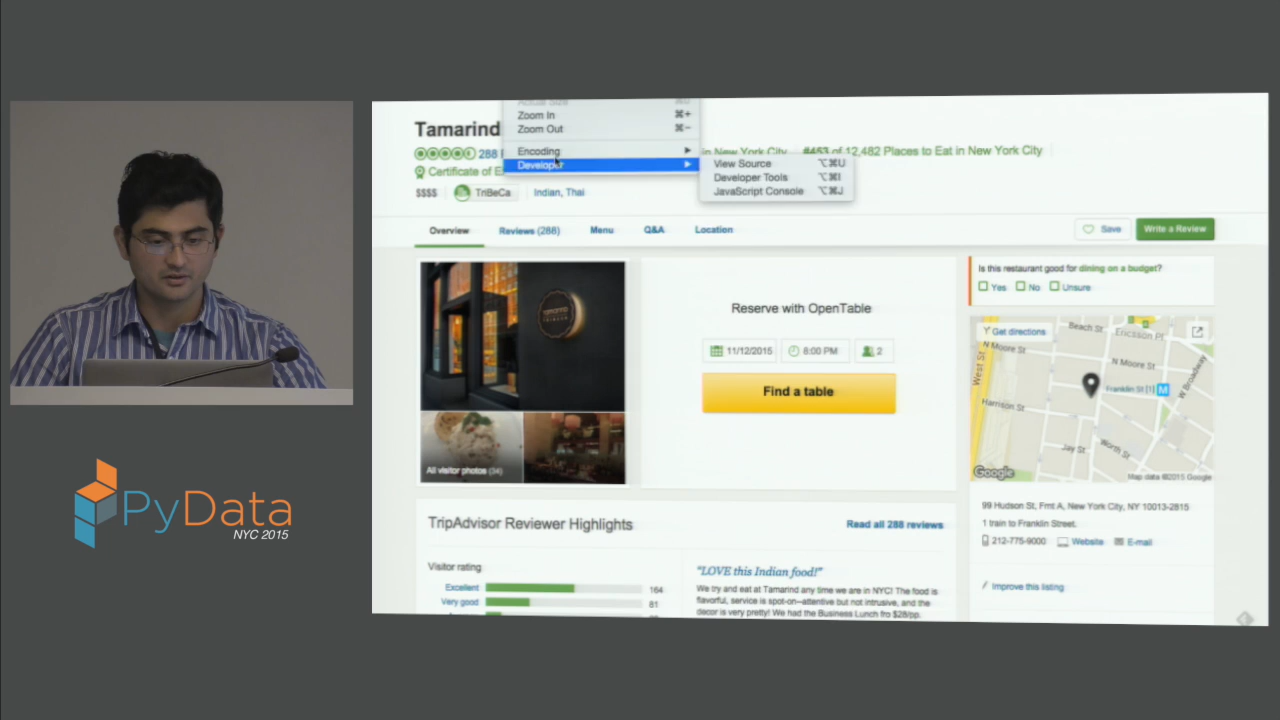 Actual Size
Zoom In ⌘+
Zoom Out ⌘−
Encoding
Developer
View Source ⌥⌘U
Developer Tools ⌥⌘I
JavaScript Console ⌥⌘J
Tamarind
288
in New York City #453 of 12,482 Places to Eat in New York City
Certificate of E
$$$$ TriBeCa Indian, Thai
Overview Reviews (288) Menu Q&A Location Save Write a Review
Reserve with OpenTable
11/12/2015 8:00 PM 2
Find a table
All visitor photos (34)
Is this restaurant good for dining on a budget?
Yes No Unsure
Get directions
Beach St
Ericsson Pl
N Moore St
N Moore St
West St
Franklin St [1] M
W Broadway
Harrison St
Jay St
Worth St
Google
Map data ©2015 Google
99 Hudson St, Frnt A, New York City, NY 10013-2815
1 train to Franklin Street.
212-775-9000 Website E-mail
Improve this listing
TripAdvisor Reviewer Highlights Read all 288 reviews
Visitor rating
Excellent 164
Very good 81
"LOVE this Indian food!"
We try and eat at Tamarind any time we are in NYC! The food is
flavorful, service is spot-on–attentive but not intrusive, and the
decor is very pretty! We had the Business Lunch fro $28/pp.
PyData
NYC 2015